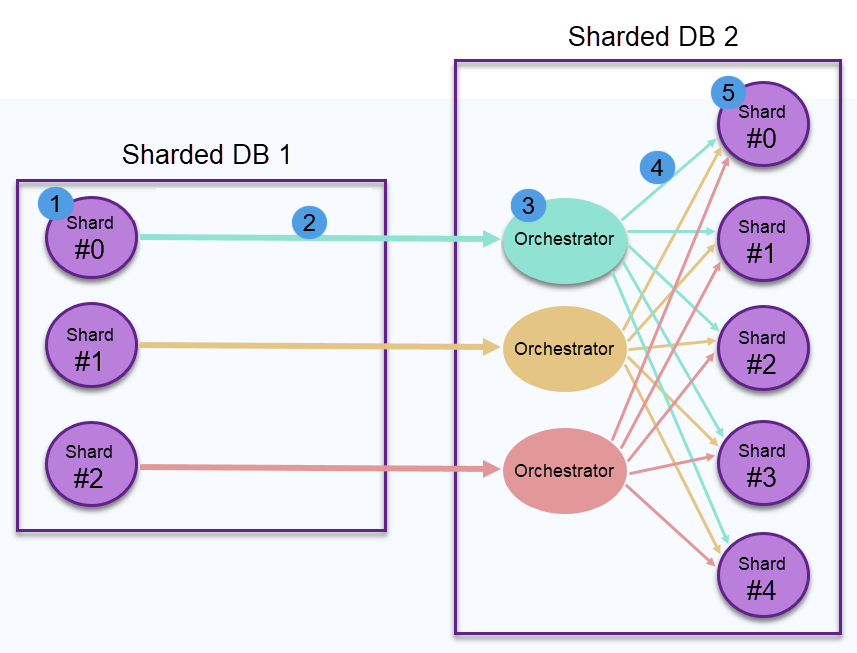 Sharded DB 2
Sharded DB 1
1
Shard
#0
Shard
#1
Shard
#2
2
3
Orchestrator
Orchestrator
Orchestrator
4
5
Shard
#0
Shard
#1
Shard
#2
Shard
#3
Shard
#4